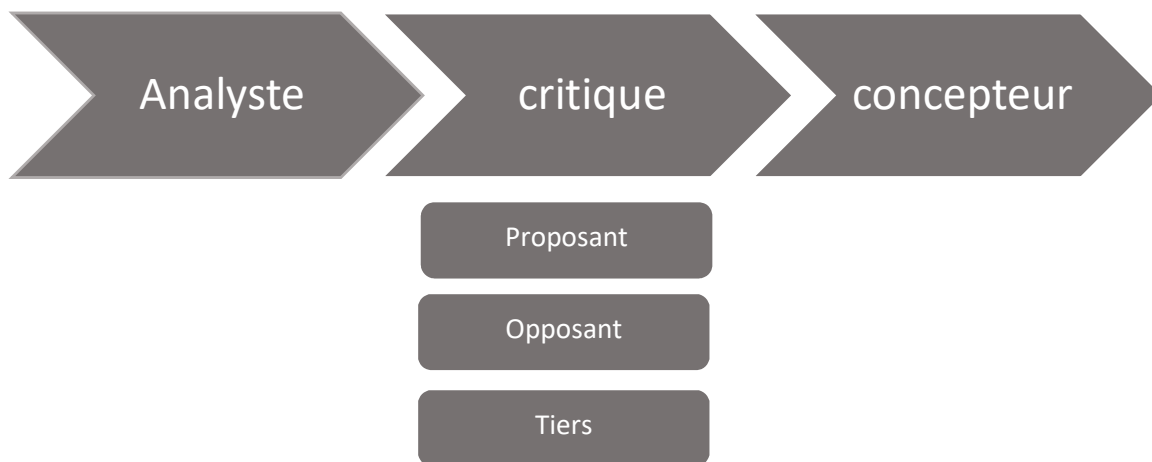 Analyste
critique
concepteur
Proposant
Opposant
Tiers